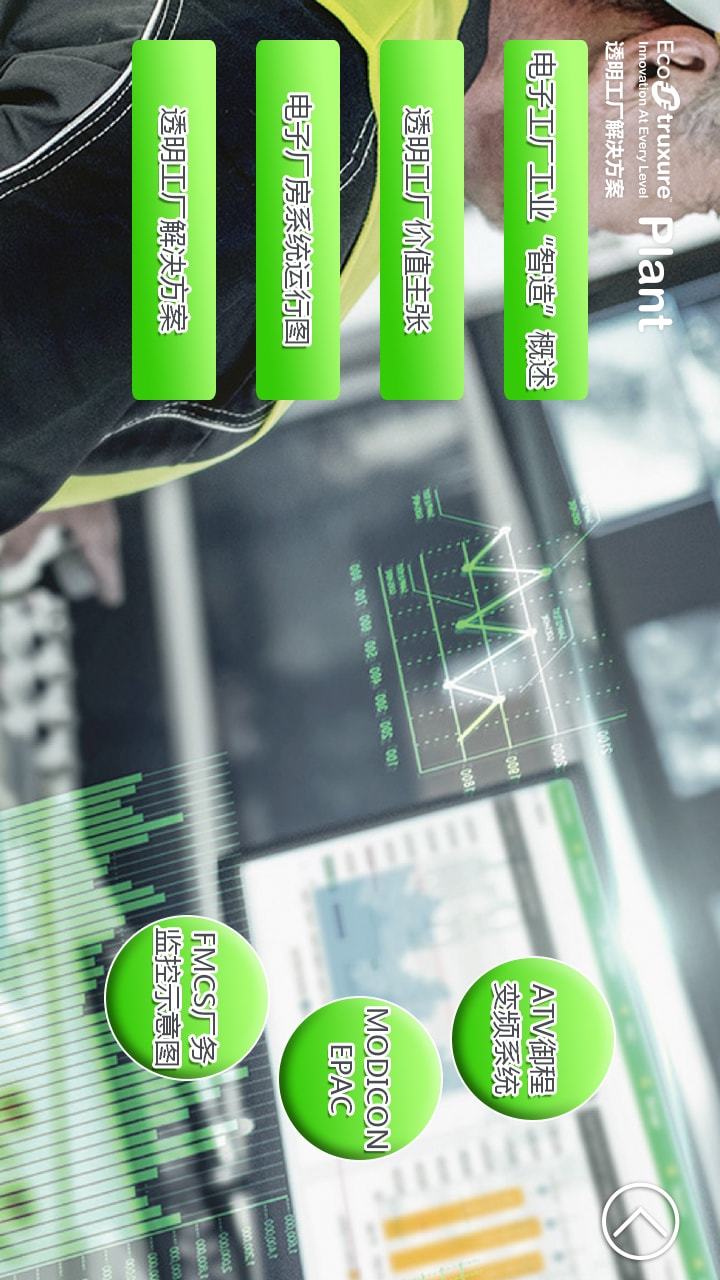 EcoStruxure Plant
Innovation At Every Level
透明工厂解决方案
电子工厂工业“智造”概述
透明工厂价值主张
电子厂房系统运行图
透明工厂解决方案
ATV御程
变频系统
MODICON
EPAC
FMCS厂务
监控示意图